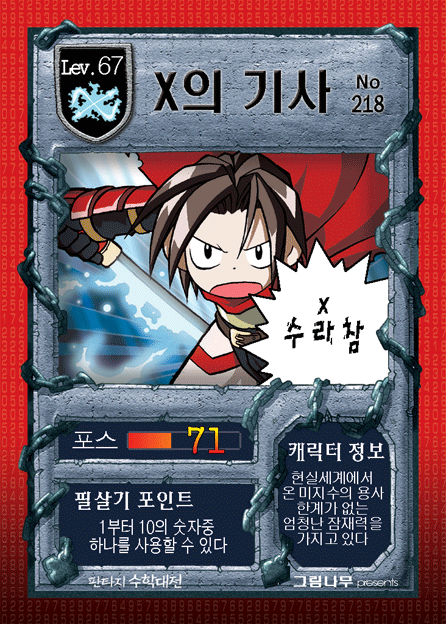 Lev. 67
X의 기사
No
218
X
수라참
포스 71
필살기 포인트
1부터 10의 숫자중
하나를 사용할 수 있다
캐릭터 정보
현실세계에서
온 미지수의 용사
한계가 없는
엄청난 잠재력을
가지고 있다
판타지 수학대전
그림나무 presents